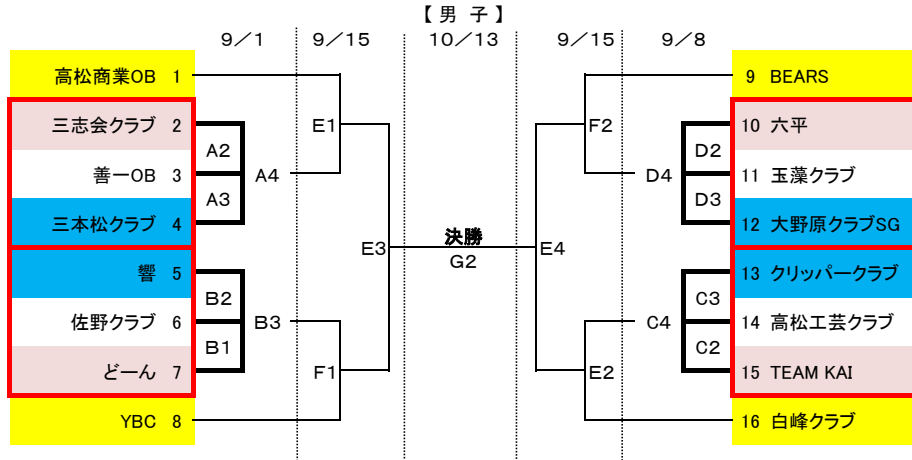 【 男 子 】
９／１ ９／１５ １０／１３ ９／１５ ９／８
高松商業OB 1 9 BEARS
三志会クラブ 2 E1 F2 10 六平
A2 D2
善一OB 3 A4 D4 11 玉藻クラブ
A3 D3
三本松クラブ 4 12 大野原クラブSG
決勝
E3 G2 E4
響 5 13 クリッパークラブ
B2 C3
佐野クラブ 6 B3 C4 14 高松工芸クラブ
B1 C2
どーん 7 F1 E2 15 TEAM KAI
YBC 8 16 白峰クラブ